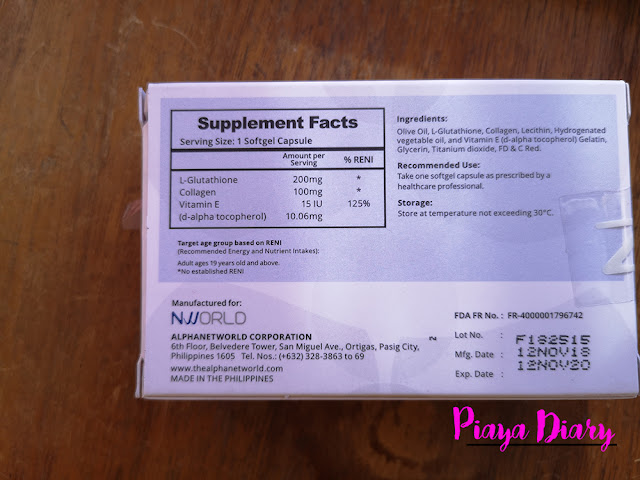 Supplement Facts
Serving Size: 1 Softgel Capsule
Amount per Serving % RENI
L-Glutathione 200mg *
Collagen 100mg *
Vitamin E 15 IU 125%
(d-alpha tocopherol) 10.06mg
Target age group based on RENI
(Recommended Energy and Nutrient Intakes):
Adult ages 19 years old and above.
*No established RENI
Ingredients:
Olive Oil, L-Glutathione, Collagen, Lecithin, Hydrogenated
vegetable oil, and Vitamin E (d-alpha tocopherol) Gelatin,
Glycerin, Titanium dioxide, FD & C Red.
Recommended Use:
Take one softgel capsule as prescribed by a
healthcare professional.
Storage:
Store at temperature not exceeding 30°C.
Manufactured for:
NWORLD
ALPHANETWORLD CORPORATION
6th Floor, Belvedere Tower, San Miguel Ave., Ortigas, Pasig City,
Philippines 1605 Tel. Nos.: (+632) 328-3863 to 69
www.thealphanetworld.com
MADE IN THE PHILIPPINES
FDA FR No. : FR-4000001796742
Lot No. : F182515
Mfg. Date : 12NOV18
Exp. Date : 12NOV20
Piaya Diary